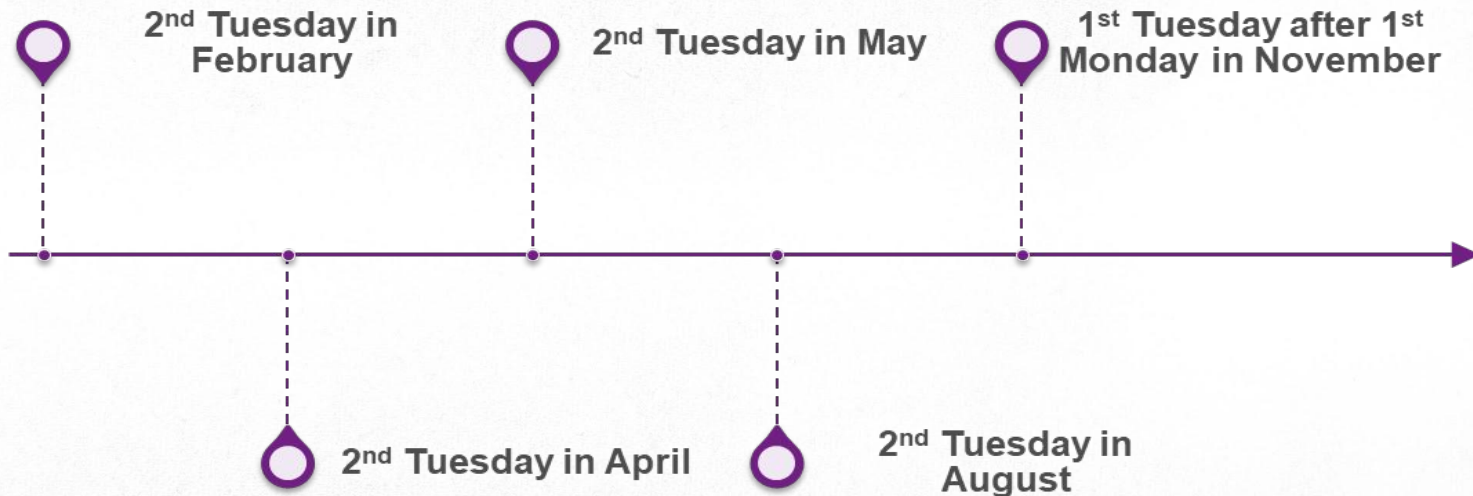 2nd Tuesday in
February
2nd Tuesday in May
1st Tuesday after 1st
Monday in November
2nd Tuesday in April
2nd Tuesday in
August